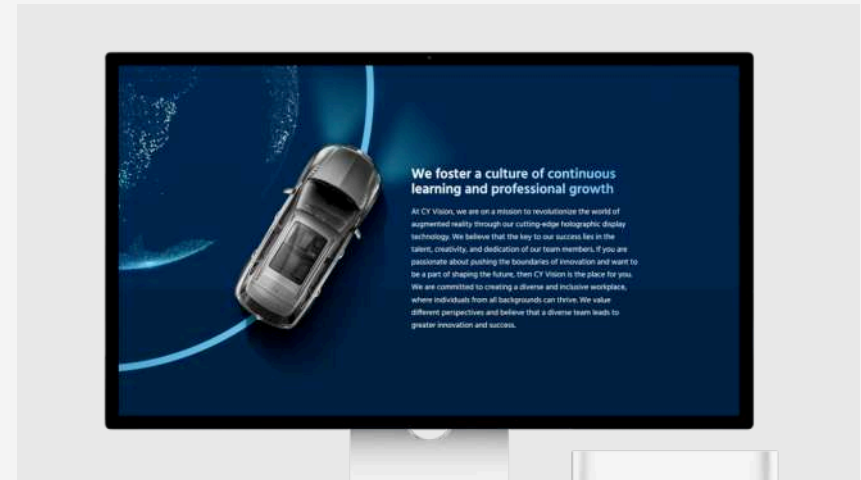 We foster a culture of continuous
learning and professional growth
At CY Vision, we are on a mission to revolutionize the world of
augmented reality through our cutting-edge holographic display
technology. We believe that the key to our success lies in the
talent, creativity, and dedication of our team members. If you are
passionate about pushing the boundaries of innovation and want to
be a part of shaping the future, then CY Vision is the place for you.
We are committed to creating a diverse and inclusive workplace,
where individuals from all backgrounds can thrive. We value
different perspectives and believe that a diverse team leads to
greater innovation and success.